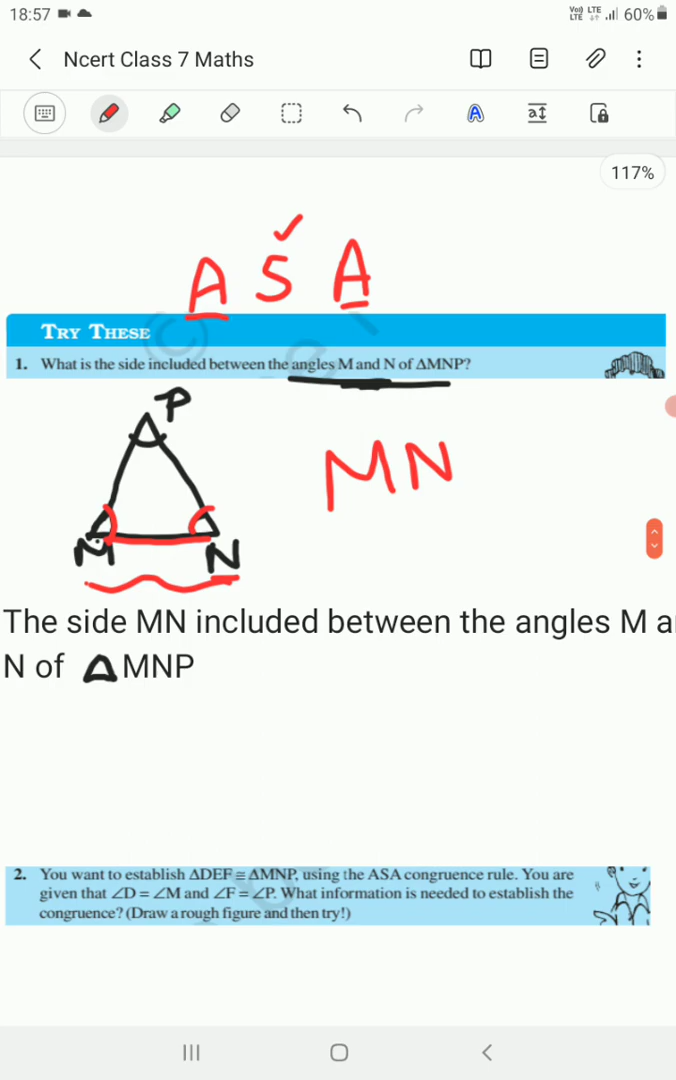 18:57 Vo) LTE LTE 60%
Ncert Class 7 Maths
117%
A S A
TRY THESE
1. What is the side included between the angles M and N of ΔMNP?
P
MN
M N
The side MN included between the angles M a
N of ΔMNP
2. You want to establish ΔDEF ≅ ΔMNP, using the ASA congruence rule. You are
given that ∠D = ∠M and ∠F = ∠P. What information is needed to establish the
congruence? (Draw a rough figure and then try!)